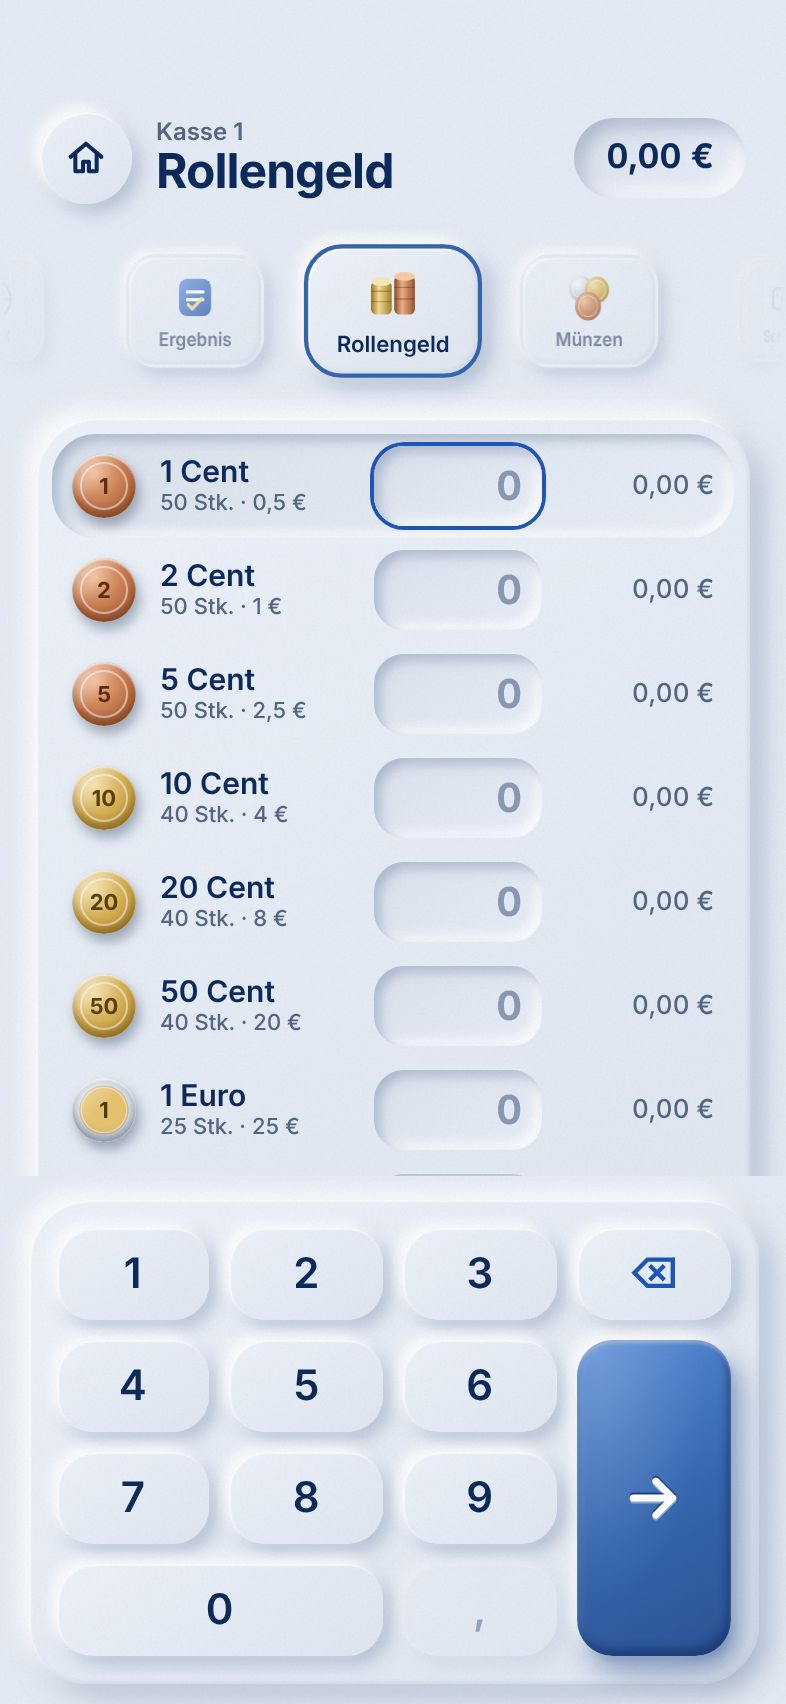 Kasse 1
Rollengeld
0,00 €
Ergebnis
Rollengeld
Münzen
1
1 Cent
50 Stk. · 0,5 €
0
0,00 €
2
2 Cent
50 Stk. · 1 €
0
0,00 €
5
5 Cent
50 Stk. · 2,5 €
0
0,00 €
10
10 Cent
40 Stk. · 4 €
0
0,00 €
20
20 Cent
40 Stk. · 8 €
0
0,00 €
50
50 Cent
40 Stk. · 20 €
0
0,00 €
1
1 Euro
25 Stk. · 25 €
0
0,00 €
1
2
3
4
5
6
7
8
9
0
,